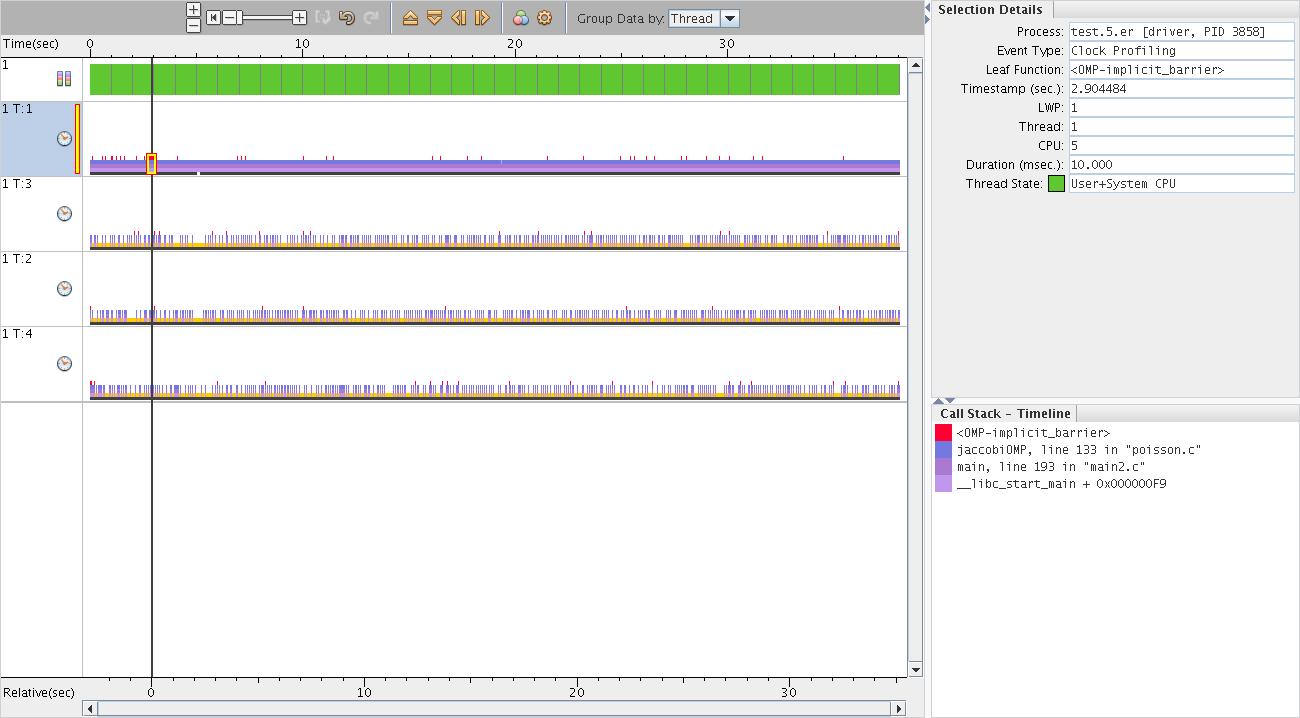 Group Data by: Thread
Time(sec) 0 10 20 30
1
1 T:1
1 T:3
1 T:2
1 T:4
Relative(sec) 0 10 20 30
Selection Details
Process: test.5.er [driver, PID 3858]
Event Type: Clock Profiling
Leaf Function: <OMP-implicit_barrier>
Timestamp (sec.): 2.904484
LWP: 1
Thread: 1
CPU: 5
Duration (msec.): 10.000
Thread State: User+System CPU
Call Stack - Timeline
<OMP-implicit_barrier>
jaccobiOMP, line 133 in "poisson.c"
main, line 193 in "main2.c"
__libc_start_main + 0x000000F9